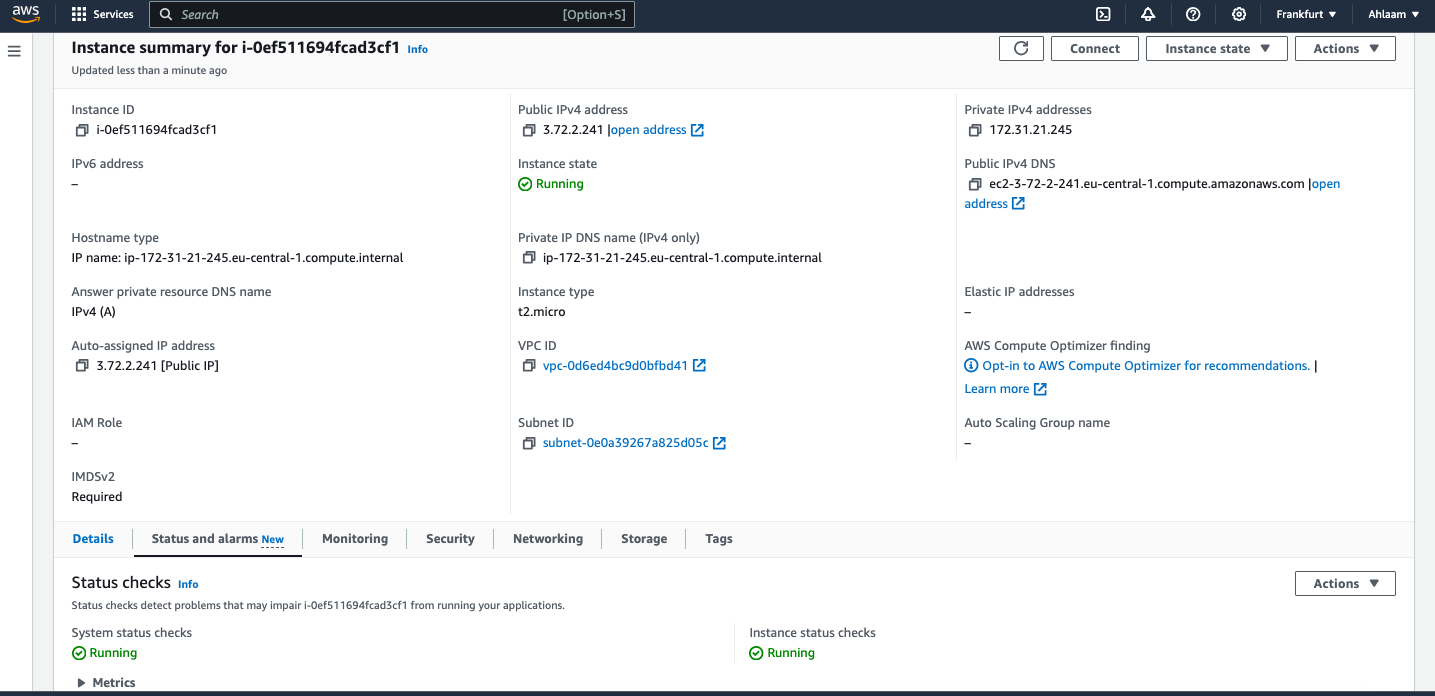 aws
Services
Search
[Option+S]
Frankfurt
Ahlaam
Instance summary for i-0ef511694fcad3cf1 Info
Updated less than a minute ago
Connect
Instance state
Actions
Instance ID
i-0ef511694fcad3cf1
Public IPv4 address
3.72.2.241 |open address
Private IPv4 addresses
172.31.21.245
IPv6 address
–
Instance state
Running
Public IPv4 DNS
ec2-3-72-2-241.eu-central-1.compute.amazonaws.com |open
address
Hostname type
IP name: ip-172-31-21-245.eu-central-1.compute.internal
Private IP DNS name (IPv4 only)
ip-172-31-21-245.eu-central-1.compute.internal
Answer private resource DNS name
IPv4 (A)
Instance type
t2.micro
Elastic IP addresses
–
Auto-assigned IP address
3.72.2.241 [Public IP]
VPC ID
vpc-0d6ed4bc9d0bfbd41
AWS Compute Optimizer finding
Opt-in to AWS Compute Optimizer for recommendations. |
Learn more
IAM Role
–
Subnet ID
subnet-0e0a39267a825d05c
Auto Scaling Group name
–
IMDSv2
Required
Details
Status and alarms New
Monitoring
Security
Networking
Storage
Tags
Status checks Info
Actions
Status checks detect problems that may impair i-0ef511694fcad3cf1 from running your applications.
System status checks
Running
Instance status checks
Running
Metrics